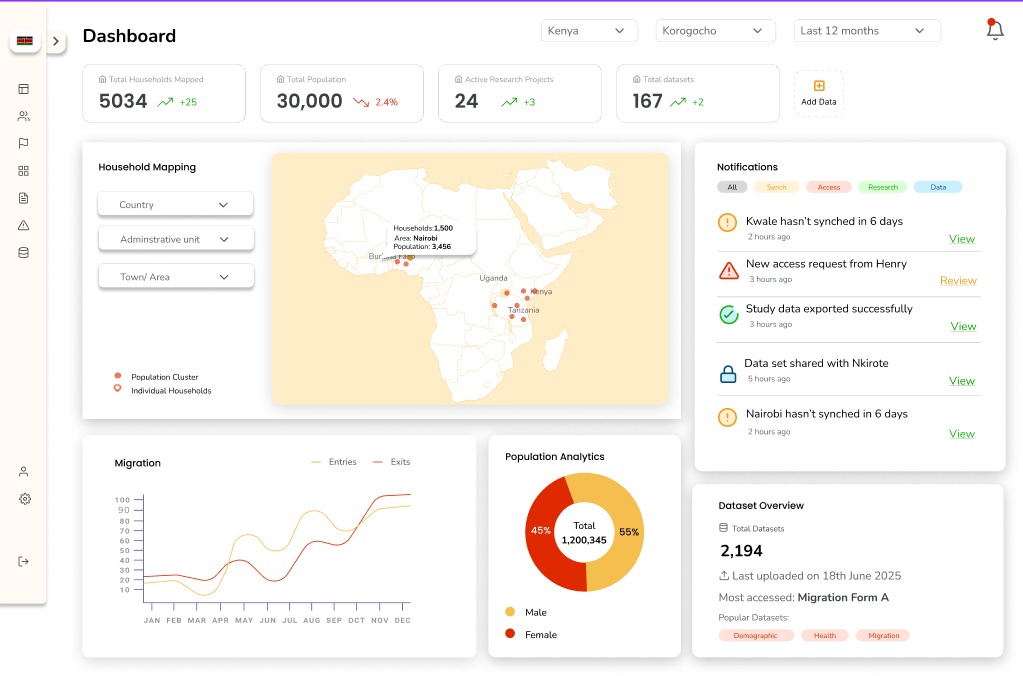 Dashboard
Kenya
Korogocho
Last 12 months
Total Households Mapped
5034 +25
Total Population
30,000 2.4%
Active Research Projects
24 +3
Total datasets
167 +2
Add Data
Household Mapping
Country
Adminstrative unit
Town/ Area
Population Cluster
Individual Households
Households:1,500
Area: Nairobi
Population: 3,456
Burkina Faso
Uganda
Kenya
Tanzania
Notifications
All Synch Access Research Data
Kwale hasn't synched in 6 days
2 hours ago
View
New access request from Henry
3 hours ago
Review
Study data exported successfully
3 hours ago
View
Data set shared with Nkirote
5 hours ago
View
Nairobi hasn't synched in 6 days
2 hours ago
View
Migration
Entries Exits
100
90
80
70
60
50
40
30
20
10
JAN FEB MAR APR MAY JUN JUL AUG SEP OCT NOV DEC
Population Analytics
45%
Total
1,200,345
55%
Male
Female
Dataset Overview
Total Datasets
2,194
Last uploaded on 18th June 2025
Most accessed: Migration Form A
Popular Datasets:
Demographic Health Migration